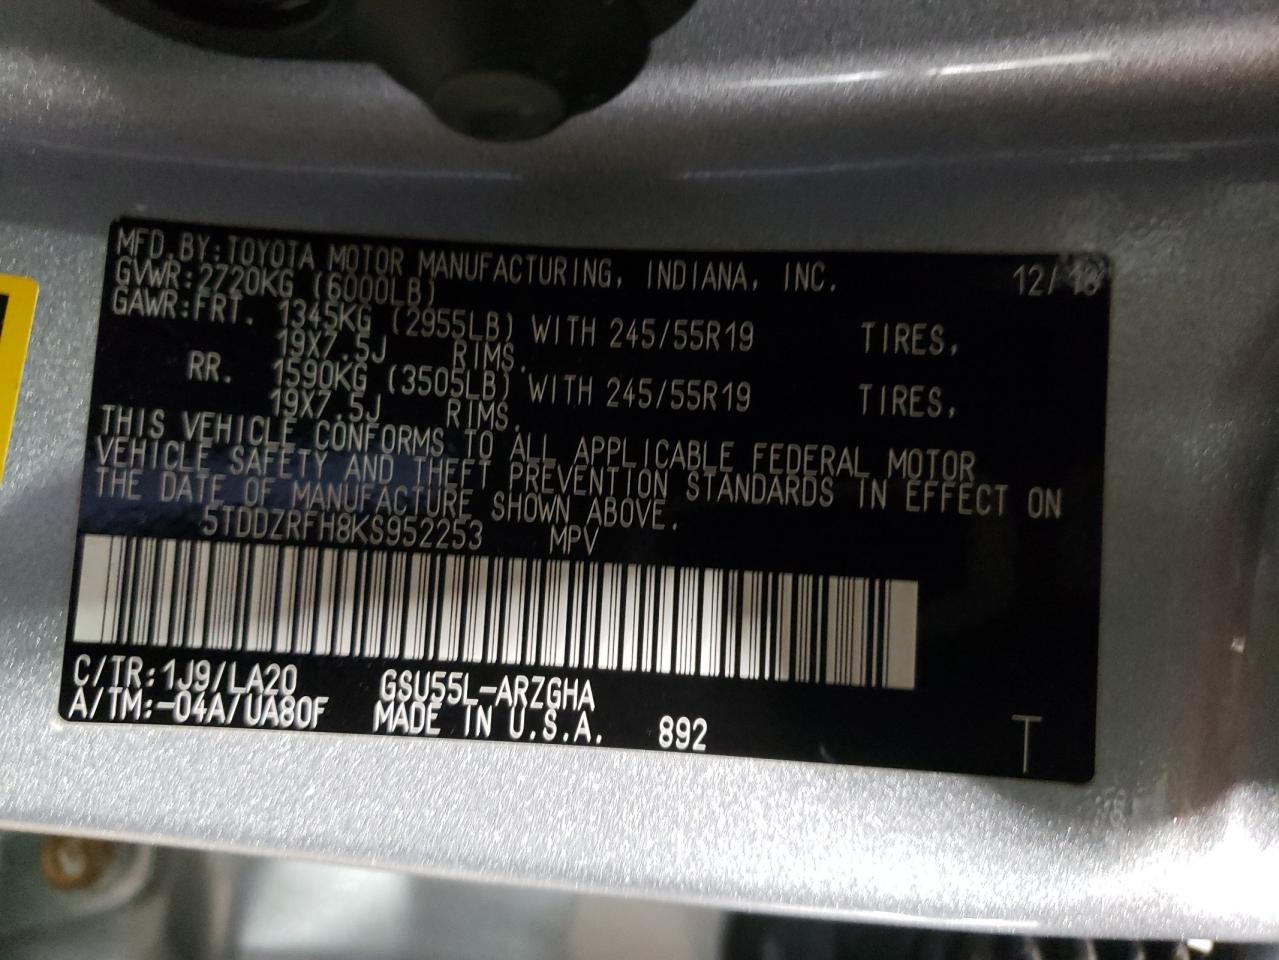 MFD.BY:TOYOTA MOTOR MANUFACTURING, INDIANA, INC. 12/18
GVWR:2720KG (6000LB)
GAWR:FRT. 1345KG (2955LB) WITH 245/55R19 TIRES,
19X7.5J RIMS.
RR. 1590KG (3505LB) WITH 245/55R19 TIRES,
19X7.5J RIMS.
THIS VEHICLE CONFORMS TO ALL APPLICABLE FEDERAL MOTOR
VEHICLE SAFETY AND THEFT PREVENTION STANDARDS IN EFFECT ON
THE DATE OF MANUFACTURE SHOWN ABOVE.
5TDDZRFH8KS952253 MPV
C/TR:1J9/LA20 GSU55L-ARZGHA
A/TM:-04A/UA80F MADE IN U.S.A. 892 T